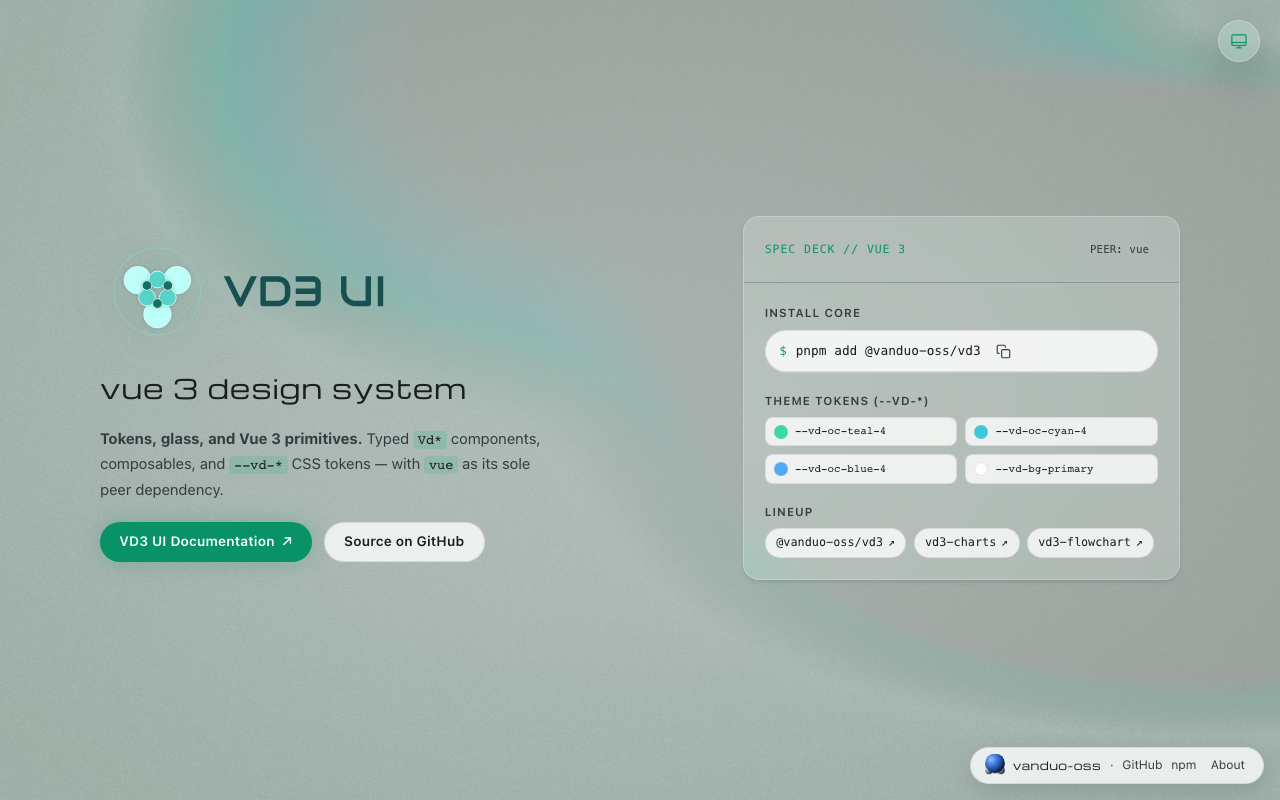 VD3 UI
vue 3 design system
Tokens, glass, and Vue 3 primitives. Typed Vd* components,
composables, and --vd-* CSS tokens — with vue as its sole
peer dependency.
VD3 UI Documentation ↗
Source on GitHub
SPEC DECK // VUE 3
PEER: vue
INSTALL CORE
$ pnpm add @vanduo-oss/vd3
THEME TOKENS (--VD-*)
--vd-oc-teal-4
--vd-oc-cyan-4
--vd-oc-blue-4
--vd-bg-primary
LINEUP
@vanduo-oss/vd3 ↗
vd3-charts ↗
vd3-flowchart ↗
vanduo-oss · GitHub npm About